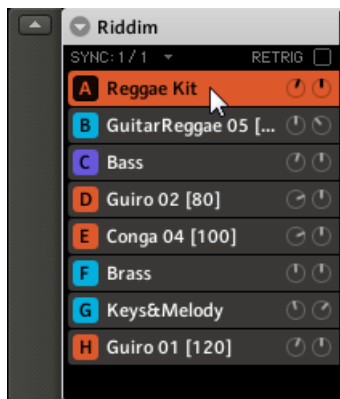 Riddim
SYNC: 1 / 1 RETRIG
A Reggae Kit
B GuitarReggae 05 [...
C Bass
D Guiro 02 [80]
E Conga 04 [100]
F Brass
G Keys&Melody
H Guiro 01 [120]